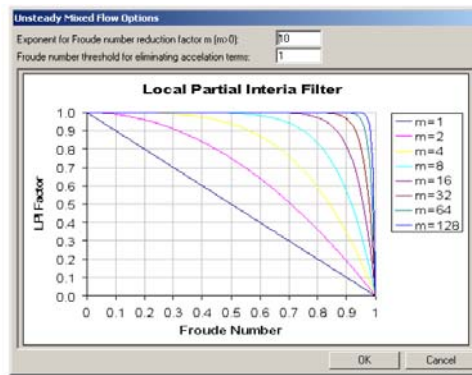 Unsteady Mixed Flow Options
Exponent for Froude number reduction factor m (m>0): 10
Froude number threshold for eliminating accelation terms: 1
Local Partial Interia Filter
1.0
0.9
0.8
0.7
0.6
0.5
0.4
0.3
0.2
0.1
0.0
LPI Factor
0 0.1 0.2 0.3 0.4 0.5 0.6 0.7 0.8 0.9 1
Froude Number
m=1
m=2
m=4
m=8
m=16
m=32
m=64
m=128
OK Cancel